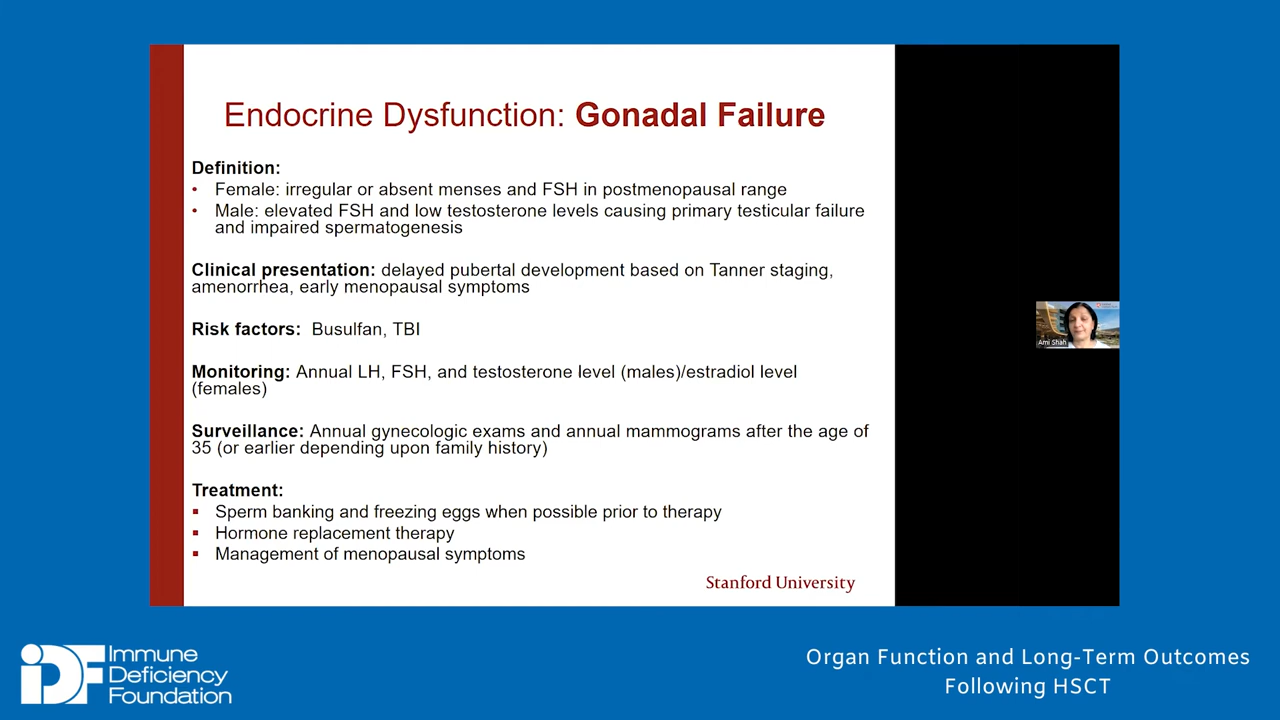 Endocrine Dysfunction: Gonadal Failure
Definition:
• Female: irregular or absent menses and FSH in postmenopausal range
• Male: elevated FSH and low testosterone levels causing primary testicular failure
and impaired spermatogenesis
Clinical presentation: delayed pubertal development based on Tanner staging,
amenorrhea, early menopausal symptoms
Risk factors: Busulfan, TBI
Monitoring: Annual LH, FSH, and testosterone level (males)/estradiol level
(females)
Surveillance: Annual gynecologic exams and annual mammograms after the age of
35 (or earlier depending upon family history)
Treatment:
▪ Sperm banking and freezing eggs when possible prior to therapy
▪ Hormone replacement therapy
▪ Management of menopausal symptoms
Stanford University
Ami Shah
IDF Immune
Deficiency
Foundation
Organ Function and Long-Term Outcomes
Following HSCT